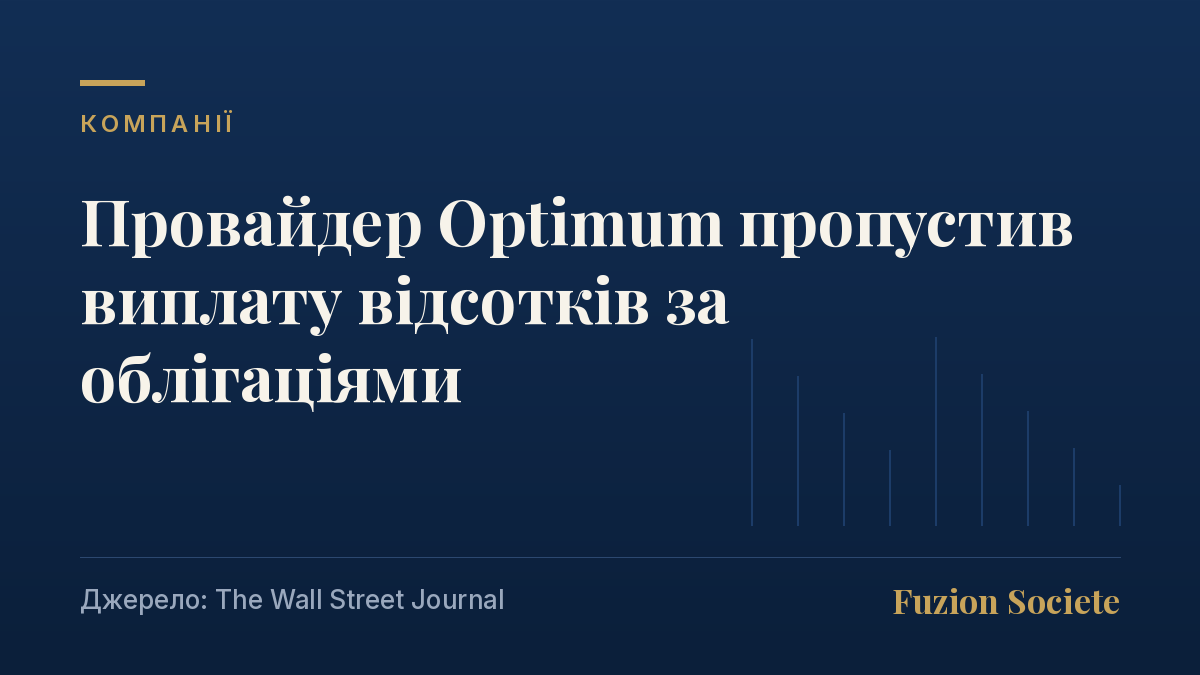 КОМПАНІЇ
Провайдер Optimum пропустив
виплату відсотків за
облігаціями
Джерело: The Wall Street Journal
Fuzion Societe